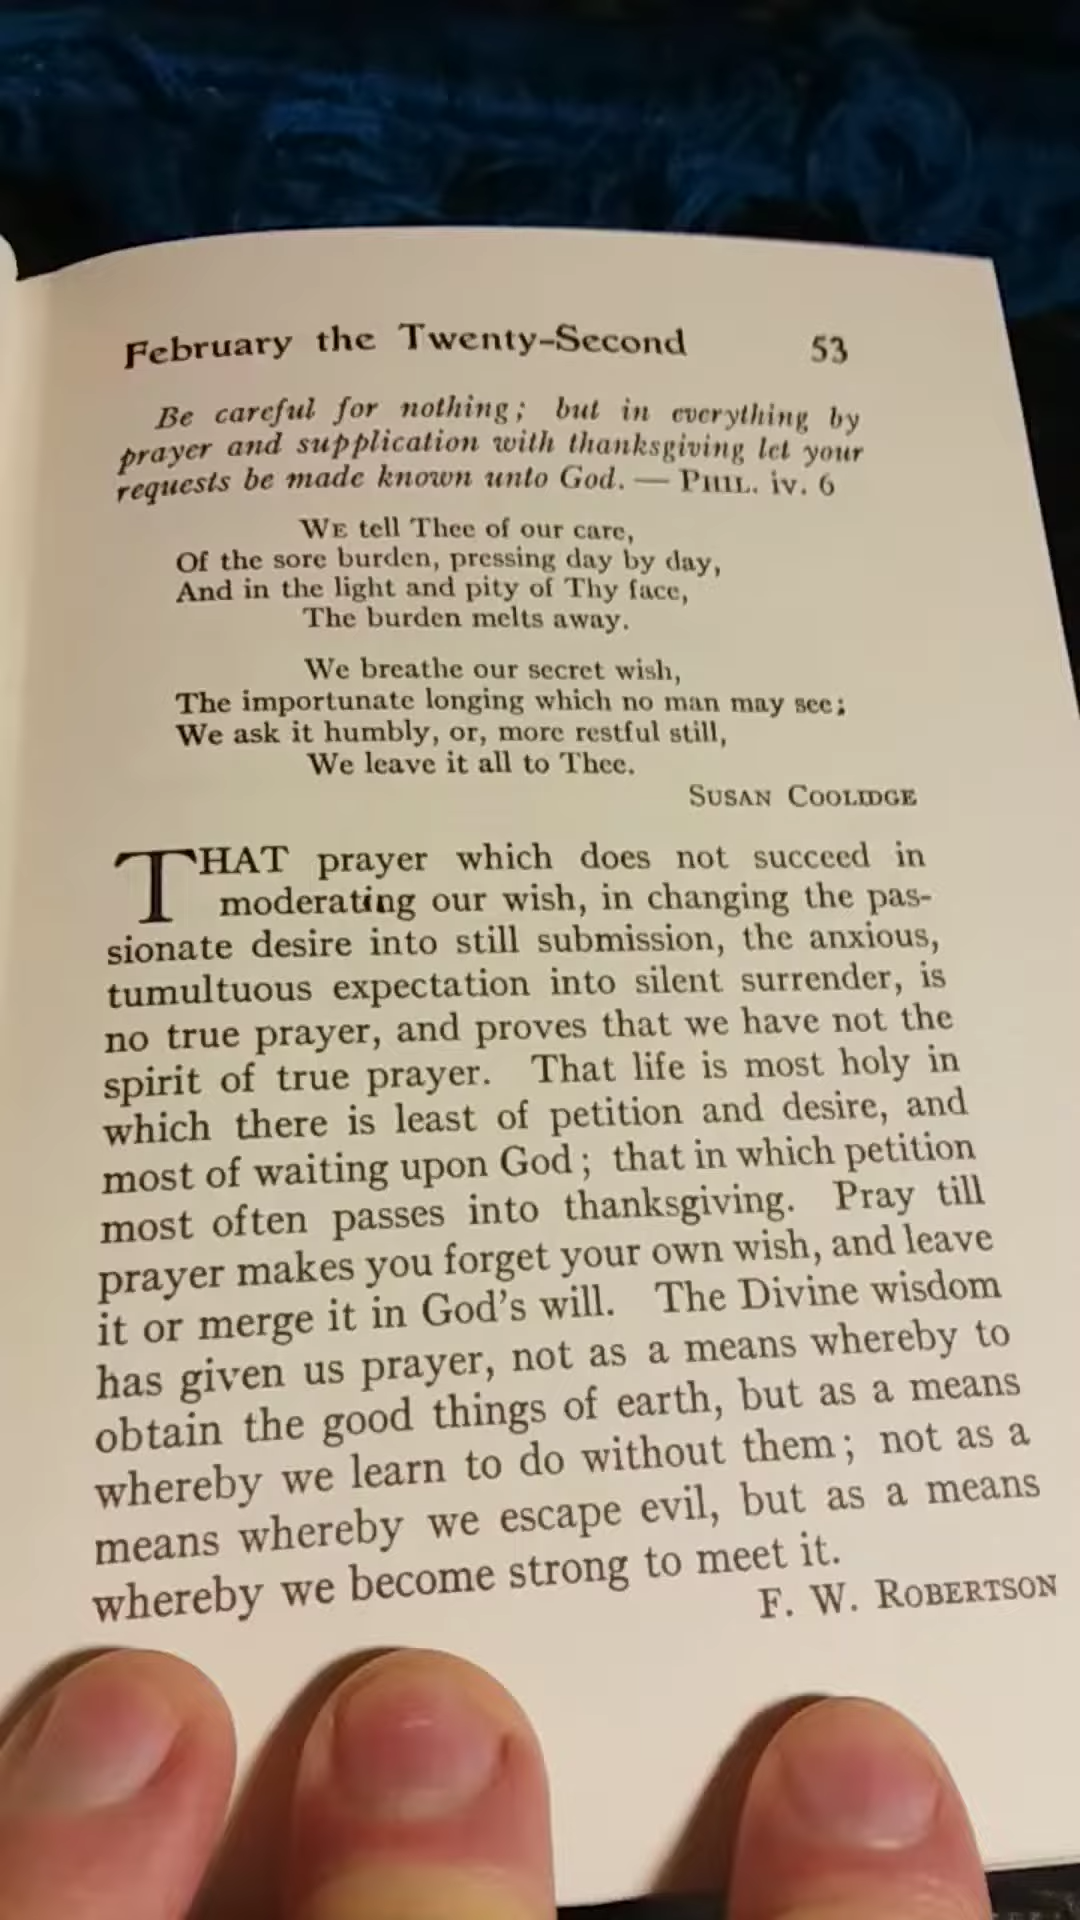 February the Twenty-Second 53
Be careful for nothing; but in everything by
prayer and supplication with thanksgiving let your
requests be made known unto God. — PHIL. iv. 6
WE tell Thee of our care,
Of the sore burden, pressing day by day,
And in the light and pity of Thy face,
The burden melts away.
We breathe our secret wish,
The importunate longing which no man may see;
We ask it humbly, or, more restful still,
We leave it all to Thee.
SUSAN COOLIDGE
THAT prayer which does not succeed in
moderating our wish, in changing the pas-
sionate desire into still submission, the anxious,
tumultuous expectation into silent surrender, is
no true prayer, and proves that we have not the
spirit of true prayer. That life is most holy in
which there is least of petition and desire, and
most of waiting upon God; that in which petition
most often passes into thanksgiving. Pray till
prayer makes you forget your own wish, and leave
it or merge it in God's will. The Divine wisdom
has given us prayer, not as a means whereby to
obtain the good things of earth, but as a means
whereby we learn to do without them; not as a
means whereby we escape evil, but as a means
whereby we become strong to meet it.
F. W. ROBERTSON